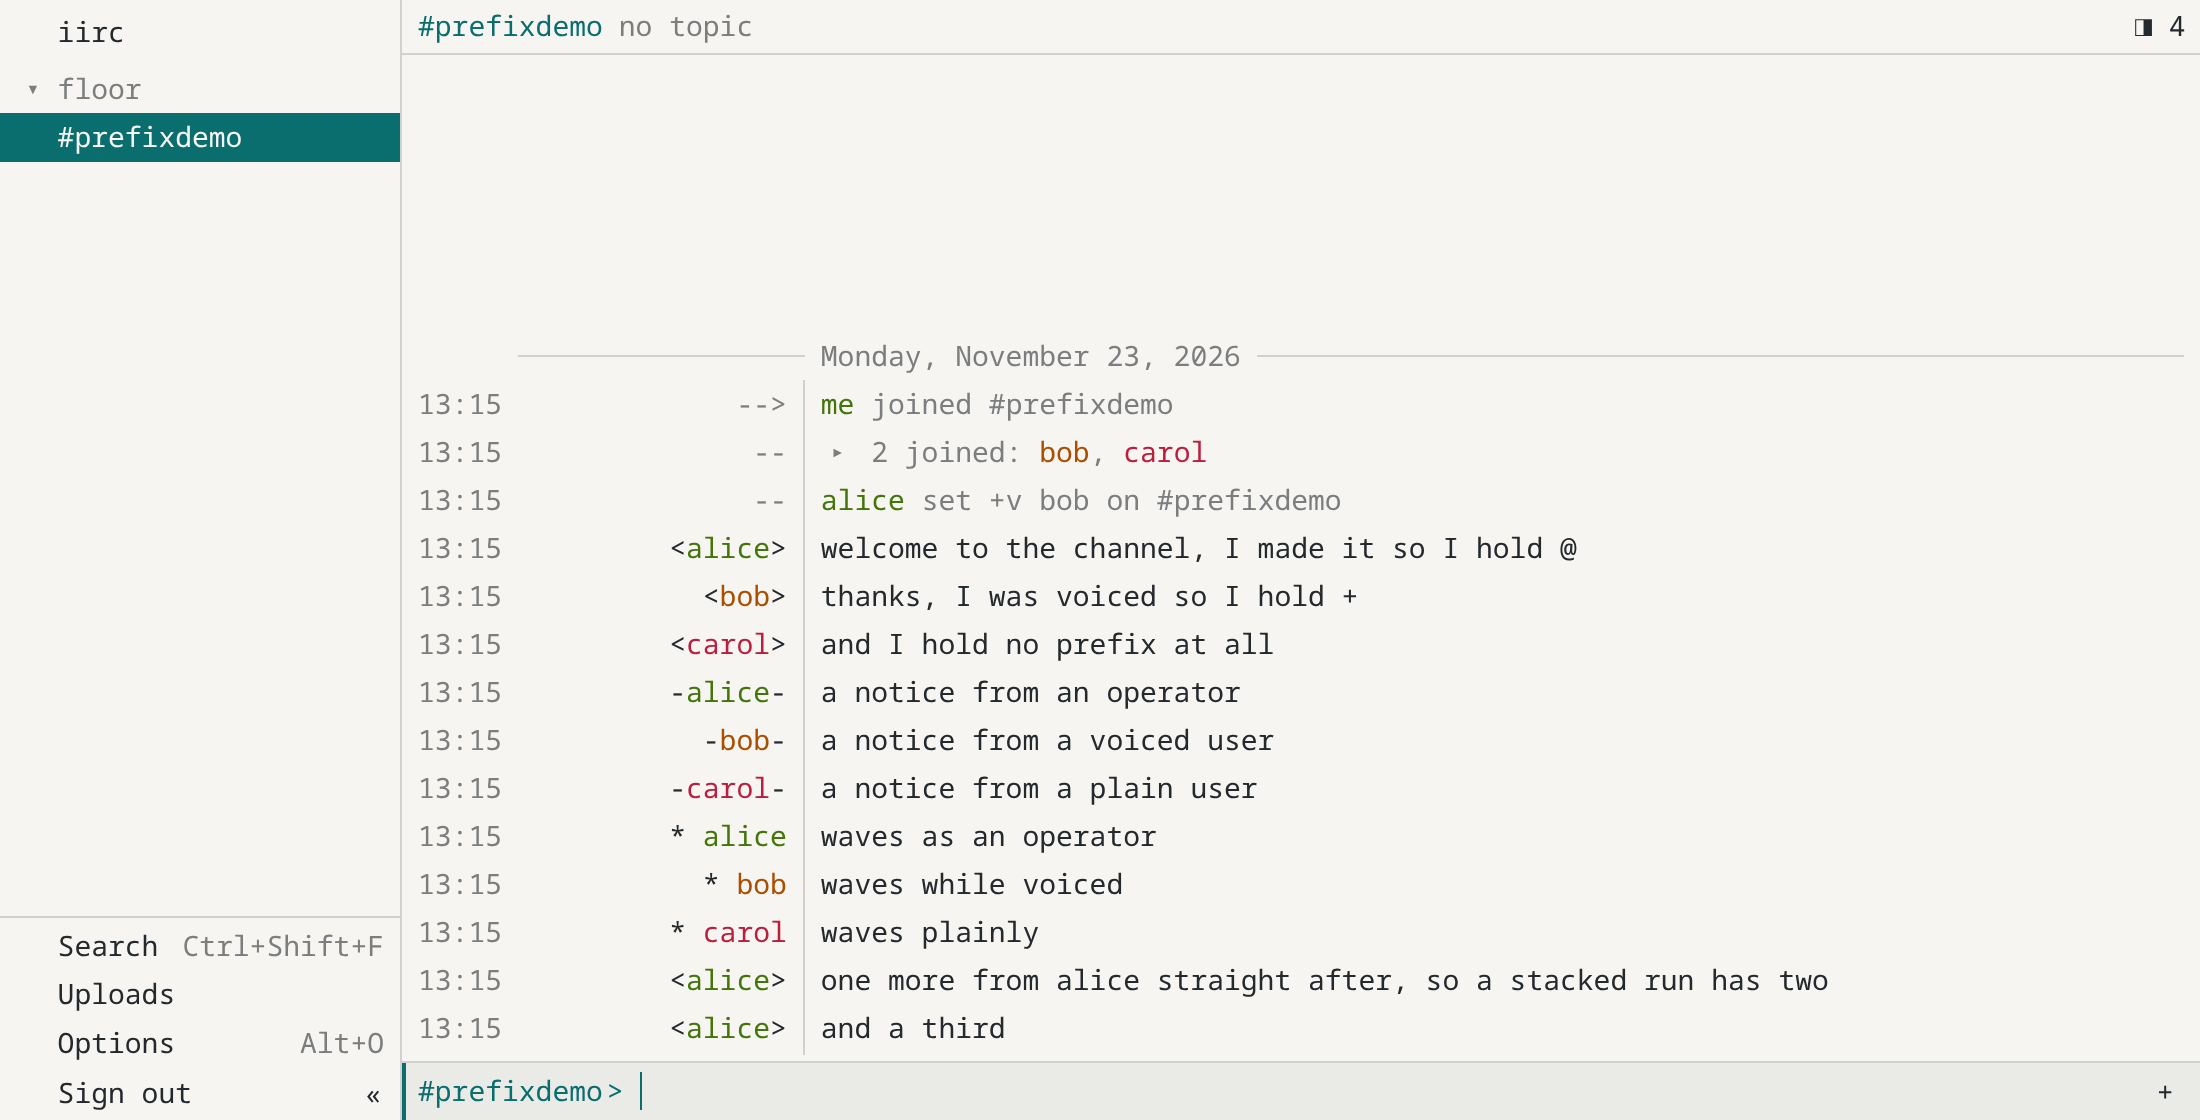 iirc
▾ floor
#prefixdemo
Search Ctrl+Shift+F
Uploads
Options Alt+O
Sign out «
#prefixdemo no topic ◨ 4
Monday, November 23, 2026
13:15 --> me joined #prefixdemo
13:15 -- ▸ 2 joined: bob, carol
13:15 -- alice set +v bob on #prefixdemo
13:15 <alice> welcome to the channel, I made it so I hold @
13:15 <bob> thanks, I was voiced so I hold +
13:15 <carol> and I hold no prefix at all
13:15 -alice- a notice from an operator
13:15 -bob- a notice from a voiced user
13:15 -carol- a notice from a plain user
13:15 * alice waves as an operator
13:15 * bob waves while voiced
13:15 * carol waves plainly
13:15 <alice> one more from alice straight after, so a stacked run has two
13:15 <alice> and a third
#prefixdemo> +